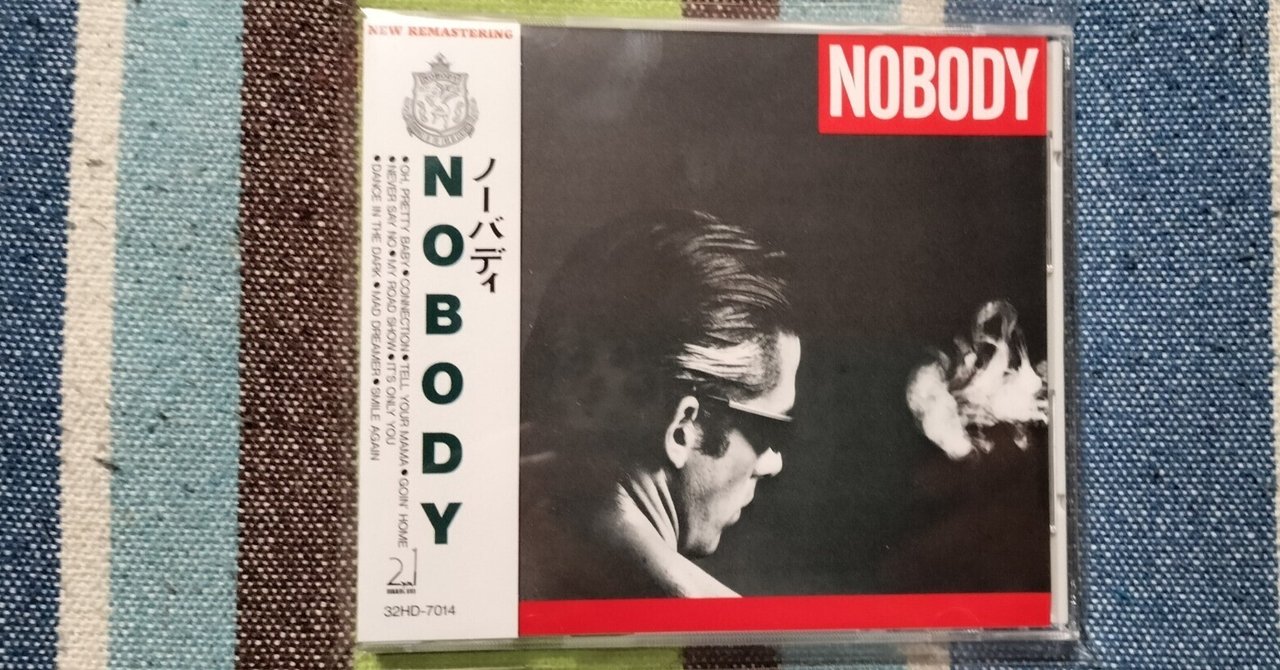 NEW REMASTERING
NOBODY
ノーバディ
NOBODY
• OH, PRETTY BABY • CONNECTION • TELL YOUR MAMA • GOIN' HOME
• NEVER SAY NO • MY ROAD SHOW • IT'S ONLY YOU
• DANCE IN THE DARK • MAD DREAMER • SMILE AGAIN
32HD-7014
NOBODY